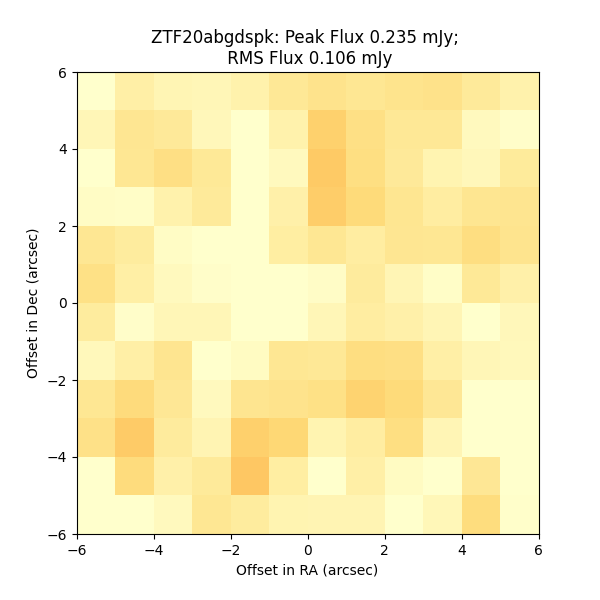 ZTF20abgdspk: Peak Flux 0.235 mJy;
RMS Flux 0.106 mJy
6
4
2
0
−2
−4
−6
Offset in Dec (arcsec)
−6 −4 −2 0 2 4 6
Offset in RA (arcsec)